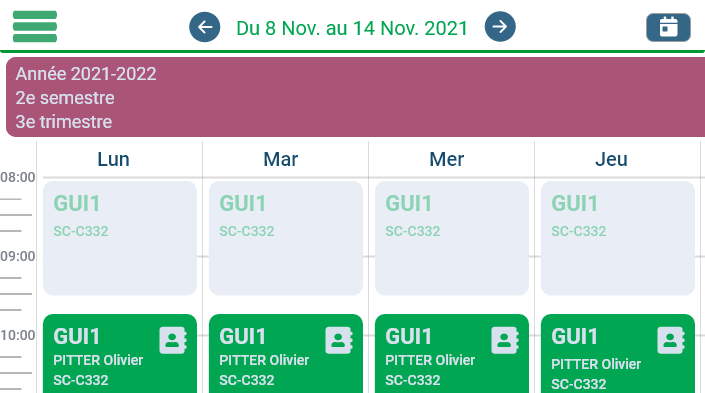 Du 8 Nov. au 14 Nov. 2021
Année 2021-2022
2e semestre
3e trimestre
Lun Mar Mer Jeu
08:00
GUI1 GUI1 GUI1 GUI1
SC-C332 SC-C332 SC-C332 SC-C332
09:00
10:00
GUI1 GUI1 GUI1 GUI1
PITTER Olivier PITTER Olivier PITTER Olivier PITTER Olivier
SC-C332 SC-C332 SC-C332 SC-C332